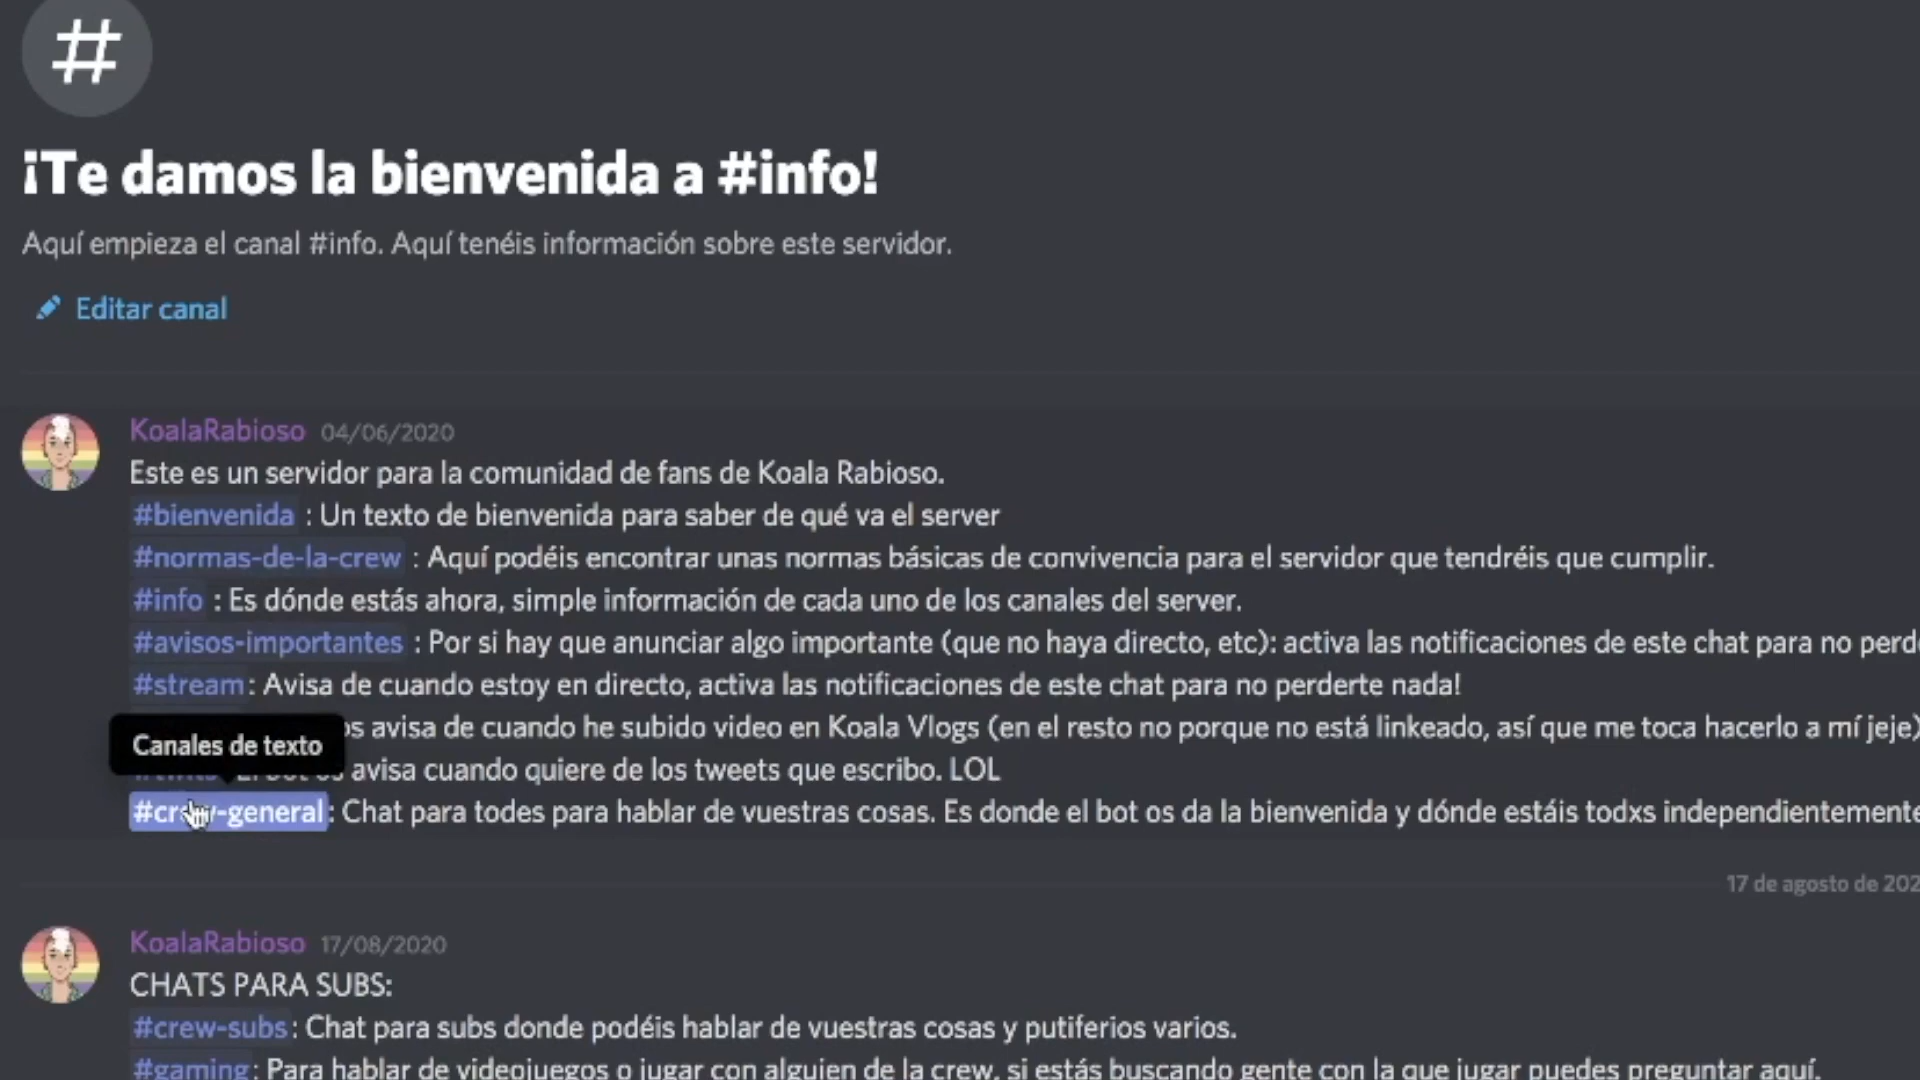 #
¡Te damos la bienvenida a #info!
Aquí empieza el canal #info. Aquí tenéis información sobre este servidor.
Editar canal
KoalaRabioso 04/06/2020
Este es un servidor para la comunidad de fans de Koala Rabioso.
#bienvenida : Un texto de bienvenida para saber de qué va el server
#normas-de-la-crew : Aquí podéis encontrar unas normas básicas de convivencia para el servidor que tendréis que cumplir.
#info : Es dónde estás ahora, simple información de cada uno de los canales del server.
#avisos-importantes : Por si hay que anunciar algo importante (que no haya directo, etc): activa las notificaciones de este chat para no perd
#stream: Avisa de cuando estoy en directo, activa las notificaciones de este chat para no perderte nada!
avisa de cuando he subido video en Koala Vlogs (en el resto no porque no está linkeado, así que me toca hacerlo a mí jeje)
Canales de texto
avisa cuando quiere de los tweets que escribo. LOL
#crew-general: Chat para todes para hablar de vuestras cosas. Es donde el bot os da la bienvenida y dónde estáis todxs independientemente
17 de agosto de 202
KoalaRabioso 17/08/2020
CHATS PARA SUBS:
#crew-subs: Chat para subs donde podéis hablar de vuestras cosas y putiferios varios.
#gaming: Para hablar de videojuegos o jugar con alguien de la crew, si estás buscando gente con la que jugar puedes preguntar aquí.